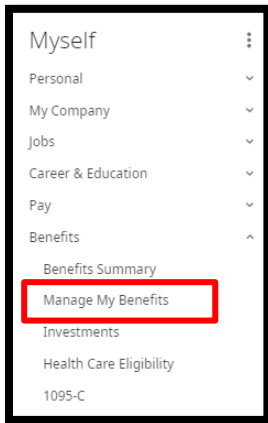 Myself
Personal
My Company
Jobs
Career & Education
Pay
Benefits
Benefits Summary
Manage My Benefits
Investments
Health Care Eligibility
1095-C